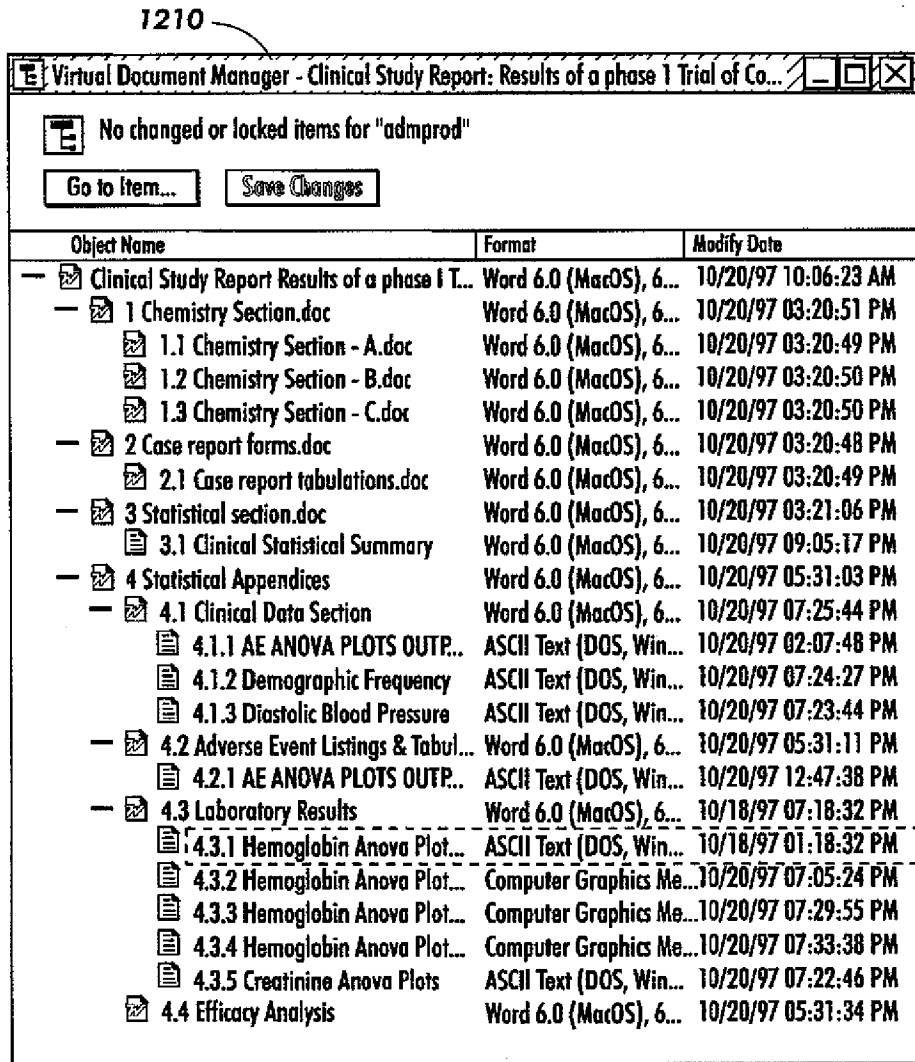 1210
Virtual Document Manager - Clinical Study Report: Results of a phase 1 Trial of Co...
No changed or locked items for "admprod"
Go to Item... Save Changes
Object Name Format Modify Date
Clinical Study Report Results of a phase I T... Word 6.0 (MacOS), 6... 10/20/97 10:06:23 AM
1 Chemistry Section.doc Word 6.0 (MacOS), 6... 10/20/97 03:20:51 PM
1.1 Chemistry Section - A.doc Word 6.0 (MacOS), 6... 10/20/97 03:20:49 PM
1.2 Chemistry Section - B.doc Word 6.0 (MacOS), 6... 10/20/97 03:20:50 PM
1.3 Chemistry Section - C.doc Word 6.0 (MacOS), 6... 10/20/97 03:20:50 PM
2 Case report forms.doc Word 6.0 (MacOS), 6... 10/20/97 03:20:48 PM
2.1 Case report tabulations.doc Word 6.0 (MacOS), 6... 10/20/97 03:20:49 PM
3 Statistical section.doc Word 6.0 (MacOS), 6... 10/20/97 03:21:06 PM
3.1 Clinical Statistical Summary Word 6.0 (MacOS), 6... 10/20/97 09:05:17 PM
4 Statistical Appendices Word 6.0 (MacOS), 6... 10/20/97 05:31:03 PM
4.1 Clinical Data Section Word 6.0 (MacOS), 6... 10/20/97 07:25:44 PM
4.1.1 AE ANOVA PLOTS OUTP... ASCII Text (DOS, Win... 10/20/97 02:07:48 PM
4.1.2 Demographic Frequency ASCII Text (DOS, Win... 10/20/97 07:24:27 PM
4.1.3 Diastolic Blood Pressure ASCII Text (DOS, Win... 10/20/97 07:23:44 PM
4.2 Adverse Event Listings & Tabul... Word 6.0 (MacOS), 6... 10/20/97 05:31:11 PM
4.2.1 AE ANOVA PLOTS OUTP... ASCII Text (DOS, Win... 10/20/97 12:47:38 PM
4.3 Laboratory Results Word 6.0 (MacOS), 6... 10/18/97 07:18:32 PM
4.3.1 Hemoglobin Anova Plot... ASCII Text (DOS, Win... 10/18/97 01:18:32 PM
4.3.2 Hemoglobin Anova Plot... Computer Graphics Me... 10/20/97 07:05:24 PM
4.3.3 Hemoglobin Anova Plot... Computer Graphics Me... 10/20/97 07:29:55 PM
4.3.4 Hemoglobin Anova Plot... Computer Graphics Me... 10/20/97 07:33:38 PM
4.3.5 Creatinine Anova Plots ASCII Text (DOS, Win... 10/20/97 07:22:46 PM
4.4 Efficacy Analysis Word 6.0 (MacOS), 6... 10/20/97 05:31:34 PM